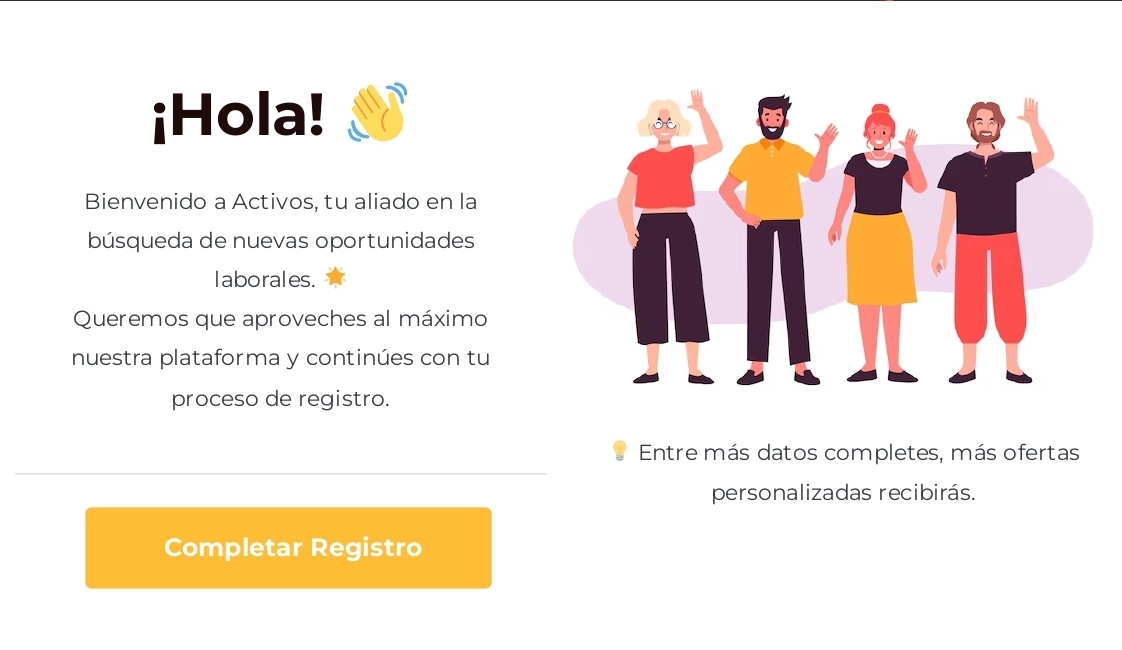 ¡Hola! 👋
Bienvenido a Activos, tu aliado en la
búsqueda de nuevas oportunidades
laborales. 🌟
Queremos que aproveches al máximo
nuestra plataforma y continúes con tu
proceso de registro.
Completar Registro
💡 Entre más datos completes, más ofertas
personalizadas recibirás.